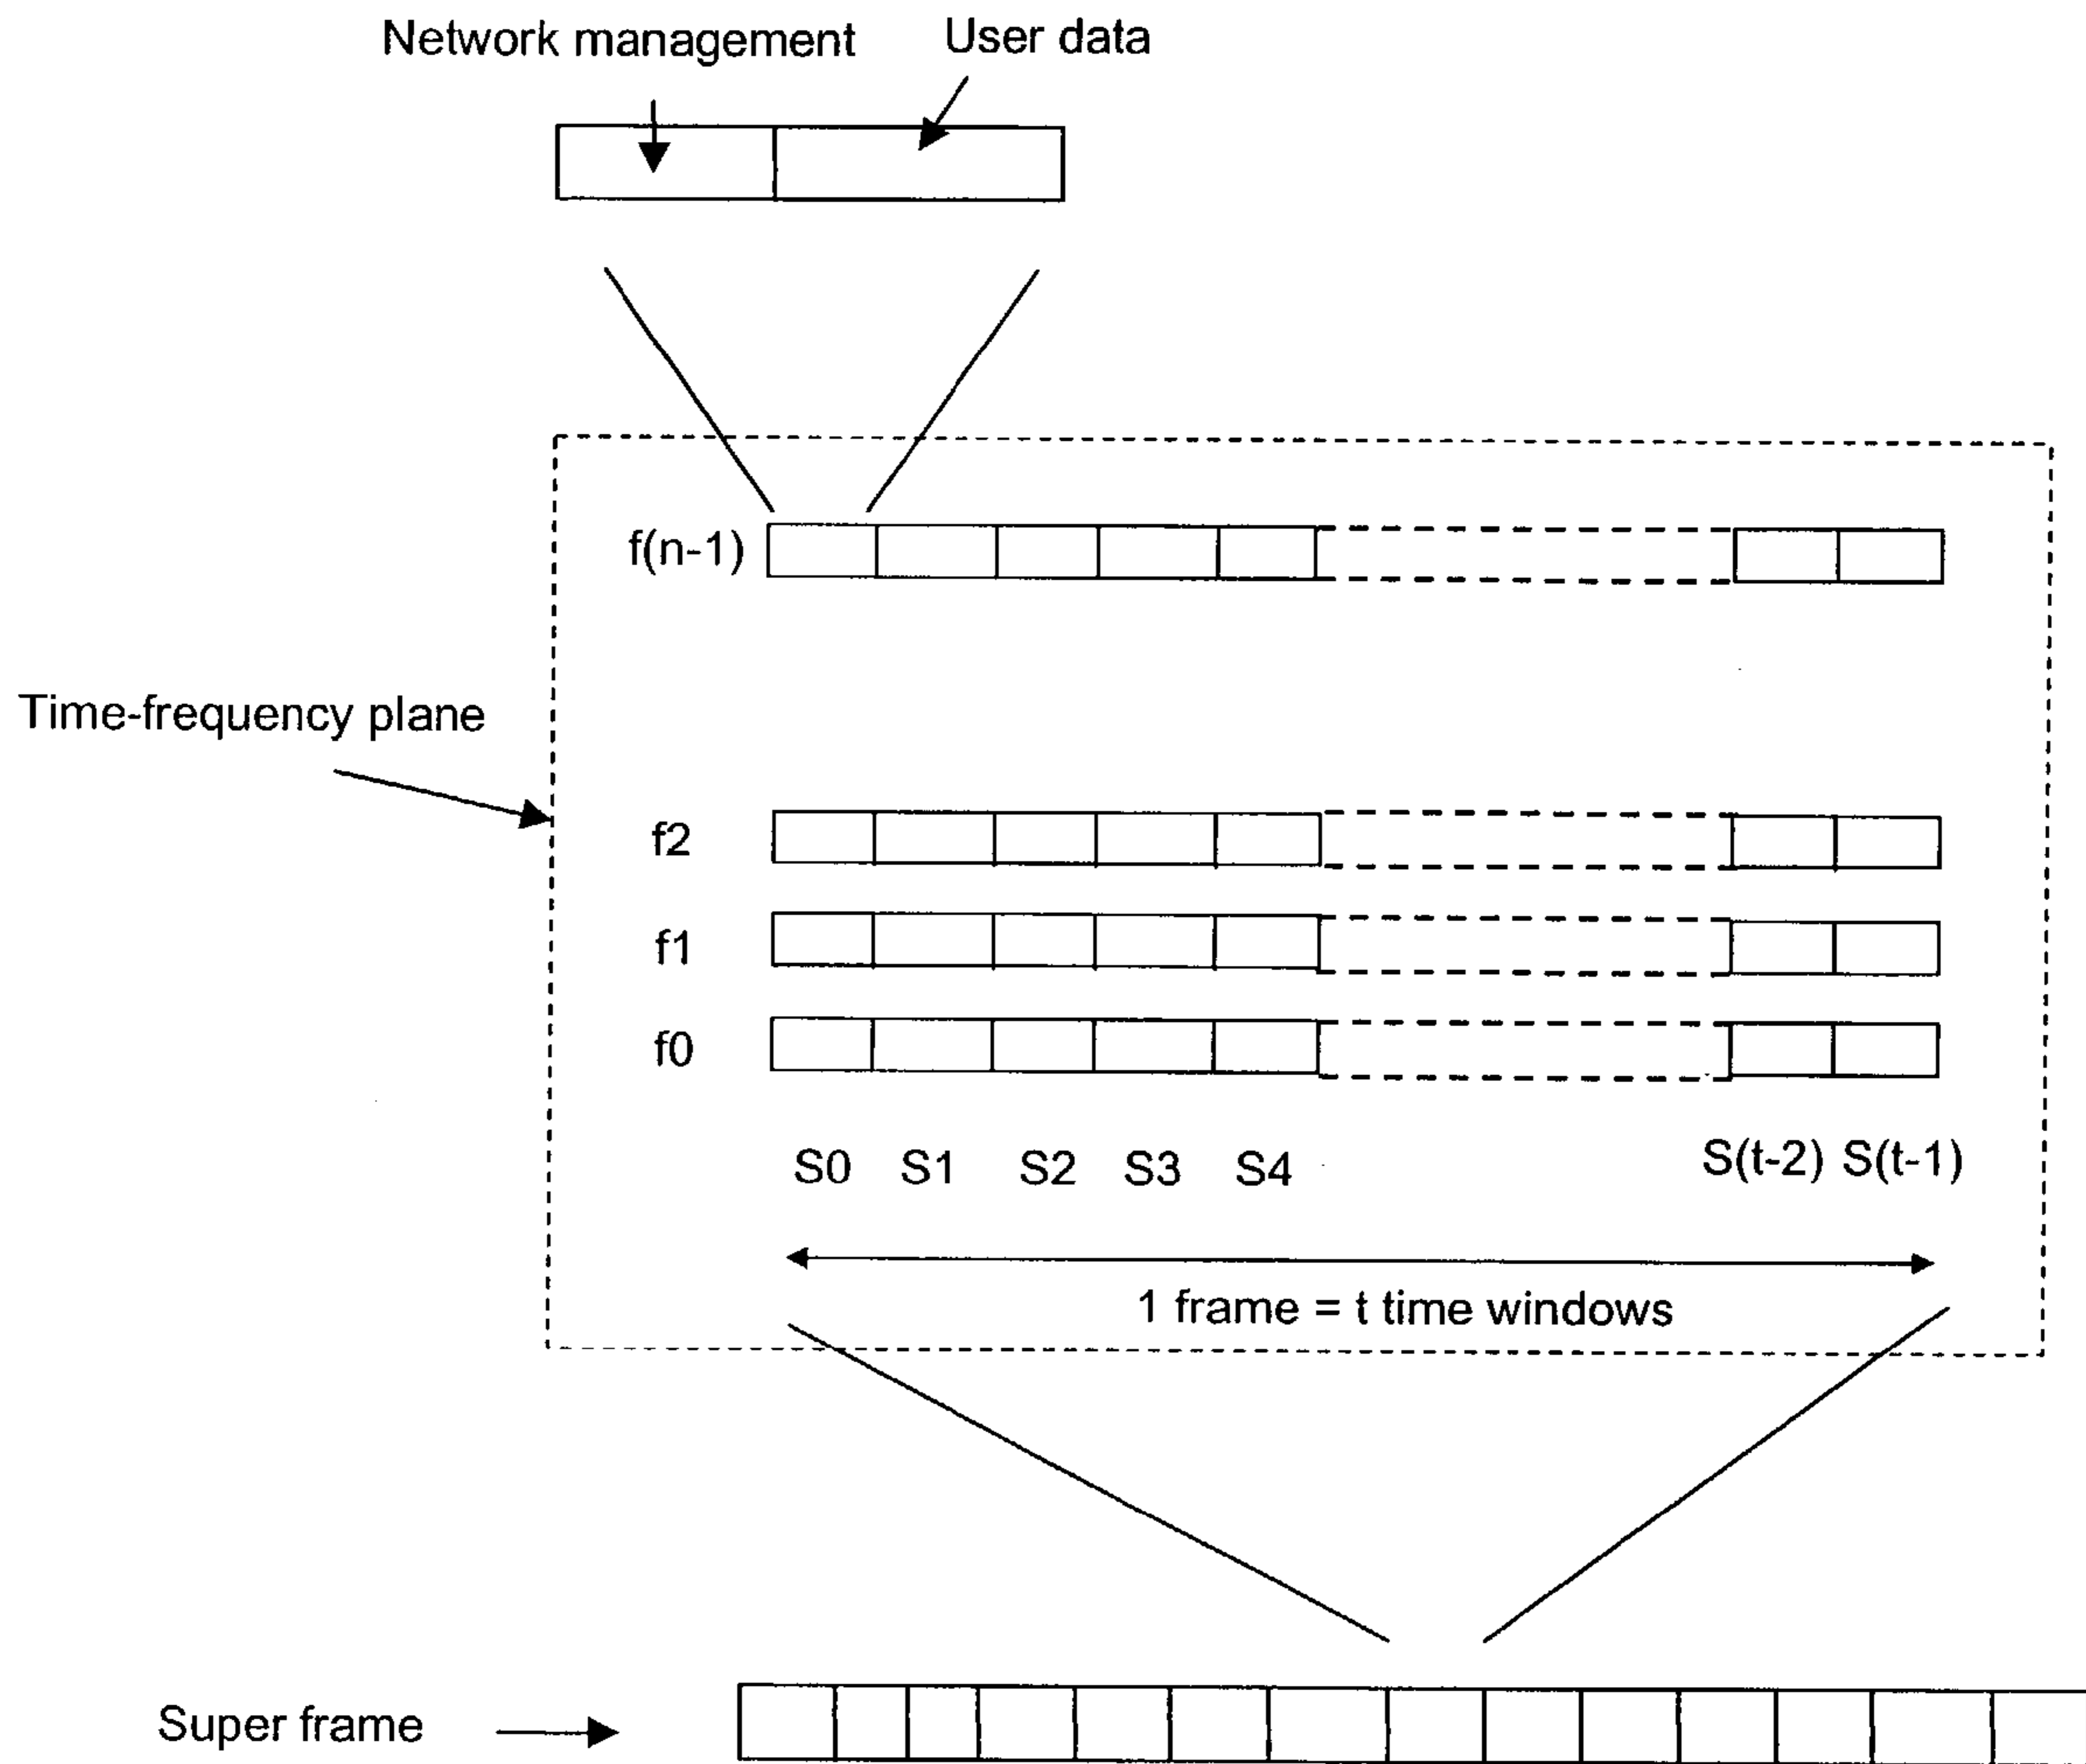 Network management User data
f(n-1)
Time-frequency plane
f2
f1
f0
S0 S1 S2 S3 S4 S(t-2) S(t-1)
1 frame = t time windows
Super frame